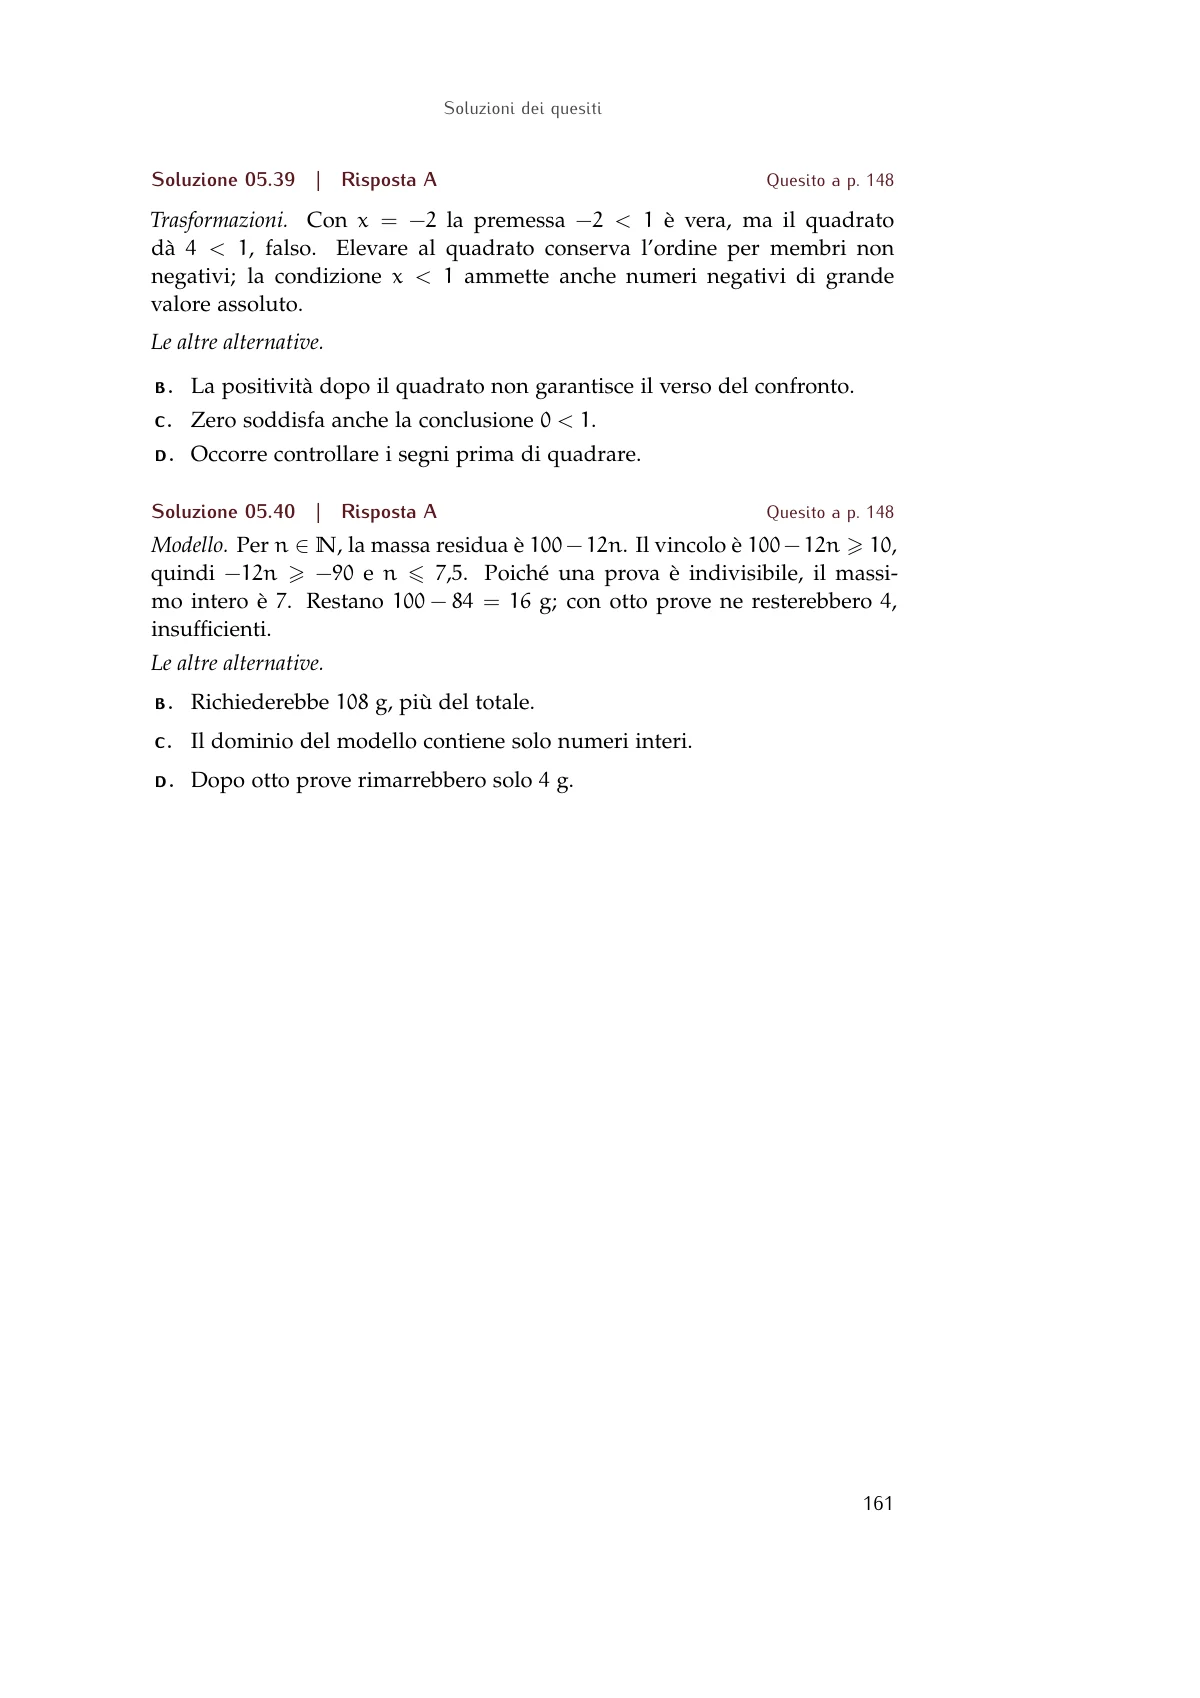 Soluzioni dei quesiti
Soluzione 05.39 | Risposta A Quesito a p. 148
Trasformazioni. Con x = −2 la premessa −2 < 1 è vera, ma il quadrato
dà 4 < 1, falso. Elevare al quadrato conserva l’ordine per membri non
negativi; la condizione x < 1 ammette anche numeri negativi di grande
valore assoluto.
Le altre alternative.
B. La positività dopo il quadrato non garantisce il verso del confronto.
C. Zero soddisfa anche la conclusione 0 < 1.
D. Occorre controllare i segni prima di quadrare.
Soluzione 05.40 | Risposta A Quesito a p. 148
Modello. Per n ∈ ℕ, la massa residua è 100 − 12n. Il vincolo è 100 − 12n ⩾ 10,
quindi −12n ⩾ −90 e n ⩽ 7,5. Poiché una prova è indivisibile, il massi-
mo intero è 7. Restano 100 − 84 = 16 g; con otto prove ne resterebbero 4,
insufficienti.
Le altre alternative.
B. Richiederebbe 108 g, più del totale.
C. Il dominio del modello contiene solo numeri interi.
D. Dopo otto prove rimarrebbero solo 4 g.
161